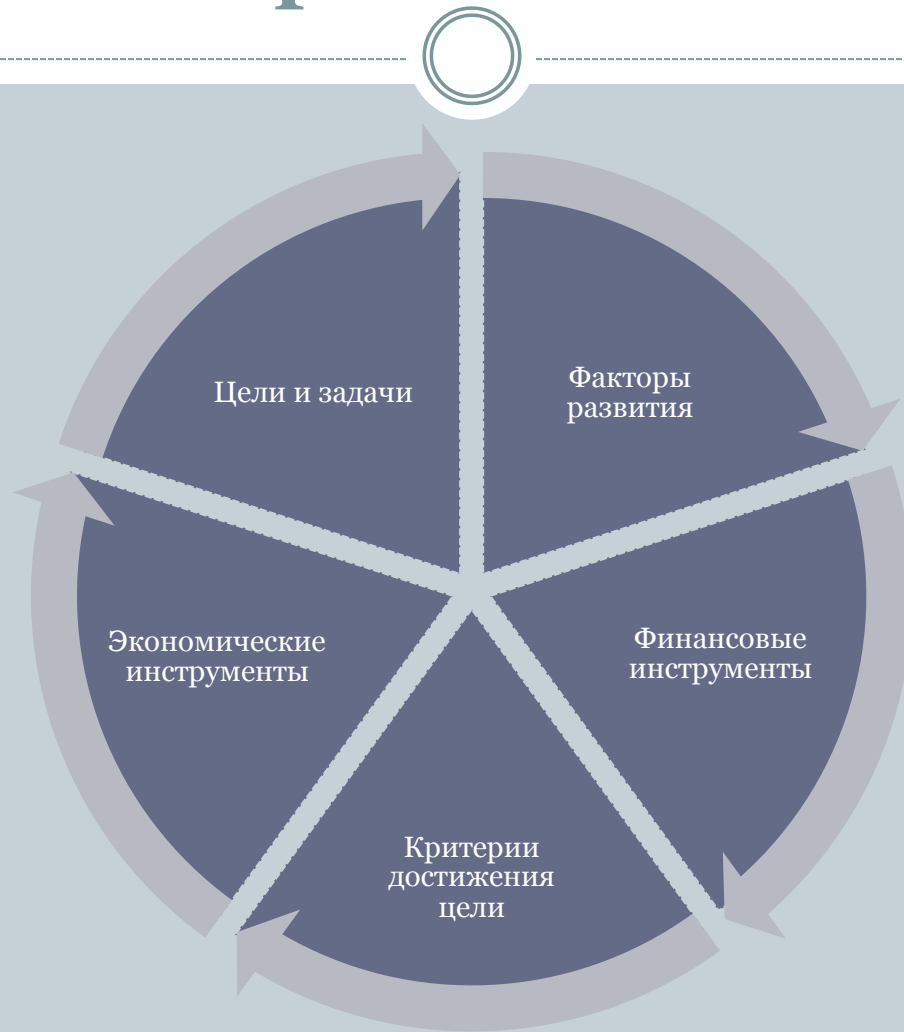 Цели и задачи
Факторы
развития
Финансовые
инструменты
Критерии
достижения
цели
Экономические
инструменты